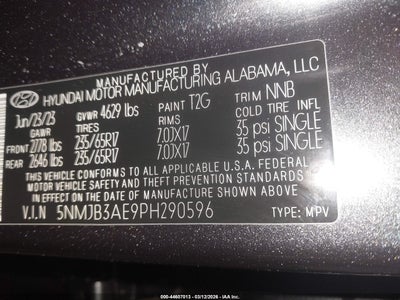 MANUFACTURED BY
HYUNDAI MOTOR MANUFACTURING ALABAMA, LLC
Jun/23/23 GVWR 4629 lbs PAINT T2G TRIM NNB
GAWR TIRES RIMS COLD TIRE INFL
FRONT 2778 lbs 235/65R17 7.0JX17 35 psi SINGLE
REAR 2646 lbs 235/65R17 7.0JX17 35 psi SINGLE
THIS VEHICLE CONFORMS TO ALL APPLICABLE U.S.A. FEDERAL
MOTOR VEHICLE SAFETY, BUMPER, AND THEFT PREVENTION STANDARDS
IN EFFECT ON THE DATE OF MANUFACTURE SHOWN ABOVE.
V.I.N 5NMJB3AE9PH290596 TYPE: MPV
000-44607013 - 03/12/2026 - IAA Inc.